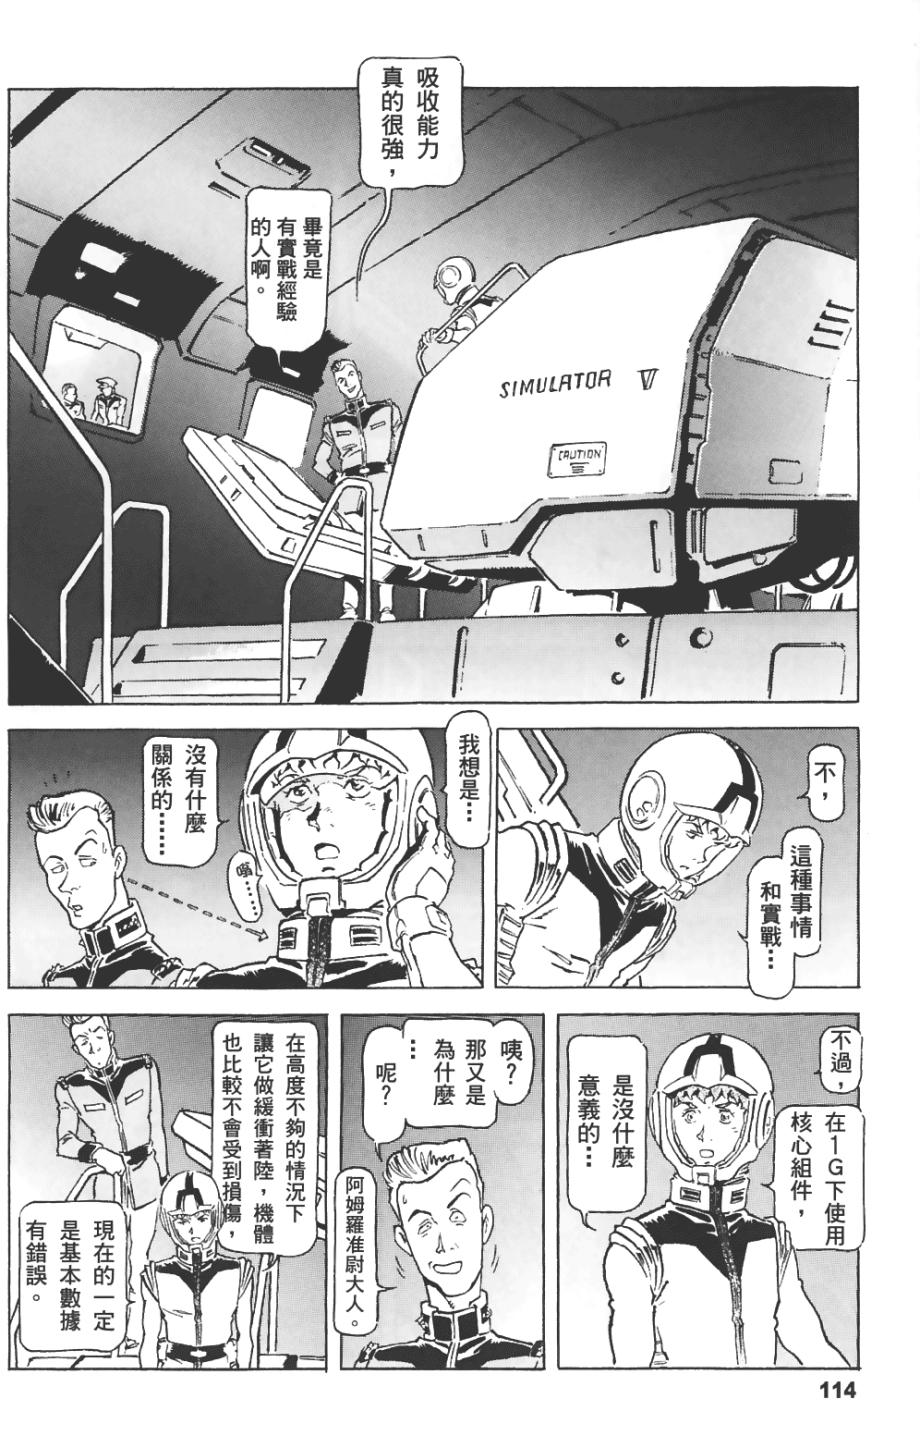 吸收能力
真的很強，
畢竟是
有實戰經驗
的人啊。
SIMULATOR V
CAUTION
不，
這種事情
和實戰…
我想是…
嗡……
沒有什麼
關係的……
不過，
在1G下使用
核心組件，
是沒什麼
意義的…
咦？
那又是
為什麼
…
呢？
阿姆羅准尉大人。
在高度不夠的情況下
讓它做緩衝著陸，機體
也比較不會受到損傷，
現在的一定
是基本數據
有錯誤。
114